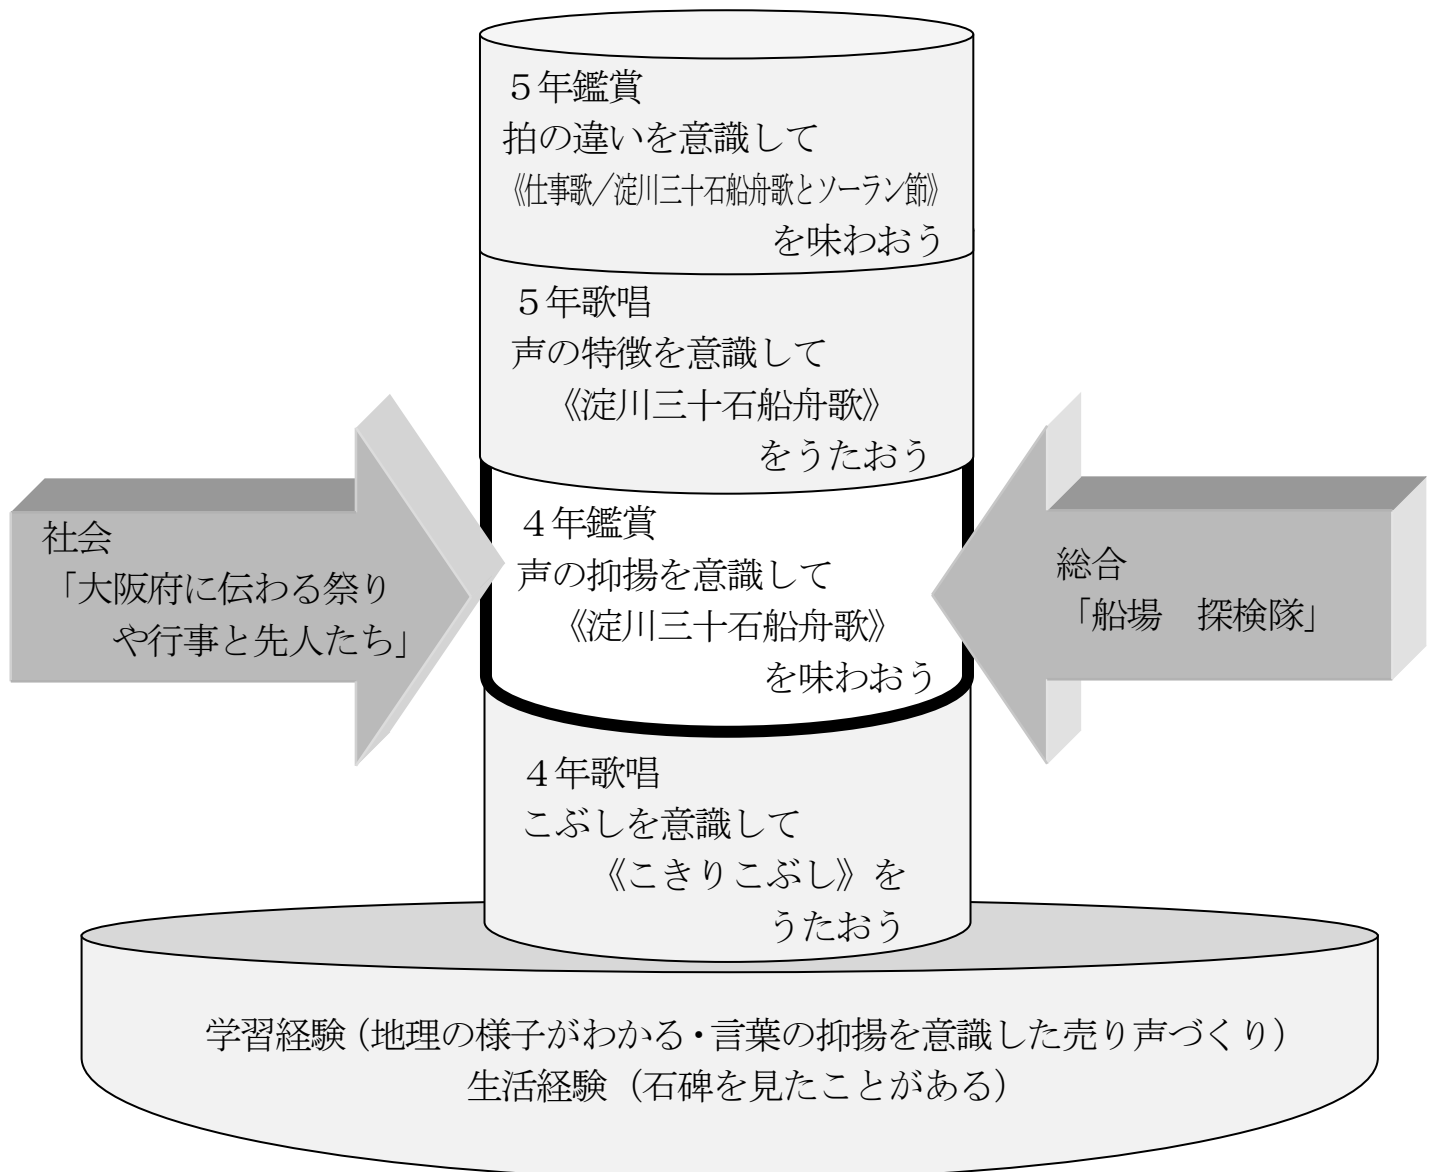 ５年鑑賞
拍の違いを意識して
《仕事歌／淀川三十石船舟歌とソーラン節》
を味わおう
５年歌唱
声の特徴を意識して
《淀川三十石船舟歌》
をうたおう
社会
「大阪府に伝わる祭り
や行事と先人たち」
４年鑑賞
声の抑揚を意識して
《淀川三十石船舟歌》
を味わおう
総合
「船場　探検隊」
４年歌唱
こぶしを意識して
《こきりこぶし》を
うたおう
学習経験（地理の様子がわかる・言葉の抑揚を意識した売り声づくり）
生活経験（石碑を見たことがある）